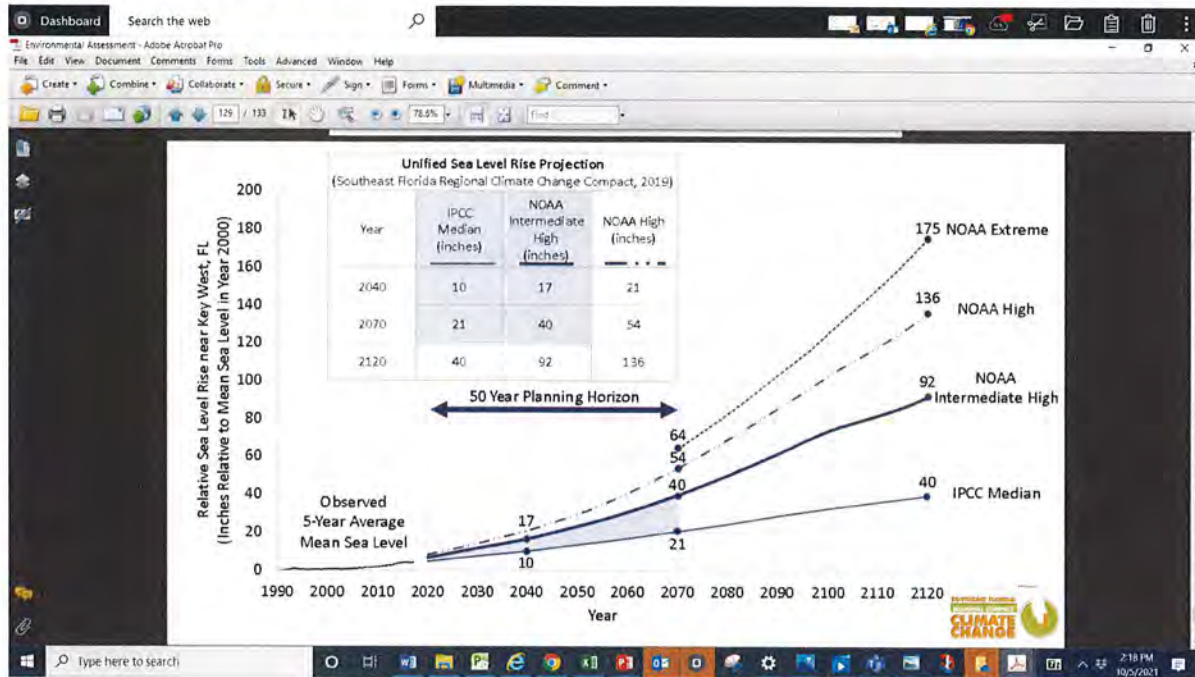 Dashboard
Search the web
Environmental Assessment - Adobe Acrobat Pro
File Edit View Document Comments Forms Tools Advanced Window Help
Create Combine Collaborate Secure Sign Forms Multimedia Comment
129 / 133 78.6% Find
Unified Sea Level Rise Projection
(Southeast Florida Regional Climate Change Compact, 2019)
Year
IPCC
Median
(inches)
NOAA
Intermediate
High
(inches)
NOAA High
(inches)
2040 10 17 21
2070 21 40 54
2120 40 92 136
50 Year Planning Horizon
Relative Sea Level Rise near Key West, FL
(Inches Relative to Mean Sea Level in Year 2000)
200
180
160
140
120
100
80
60
40
20
0
175 NOAA Extreme
136
NOAA High
92
NOAA
Intermediate High
40
IPCC Median
64
54
40
21
17
10
Observed
5-Year Average
Mean Sea Level
1990 2000 2010 2020 2030 2040 2050 2060 2070 2080 2090 2100 2110 2120
Year
CLIMATE
CHANGE
Type here to search
2:18 PM
10/5/2021